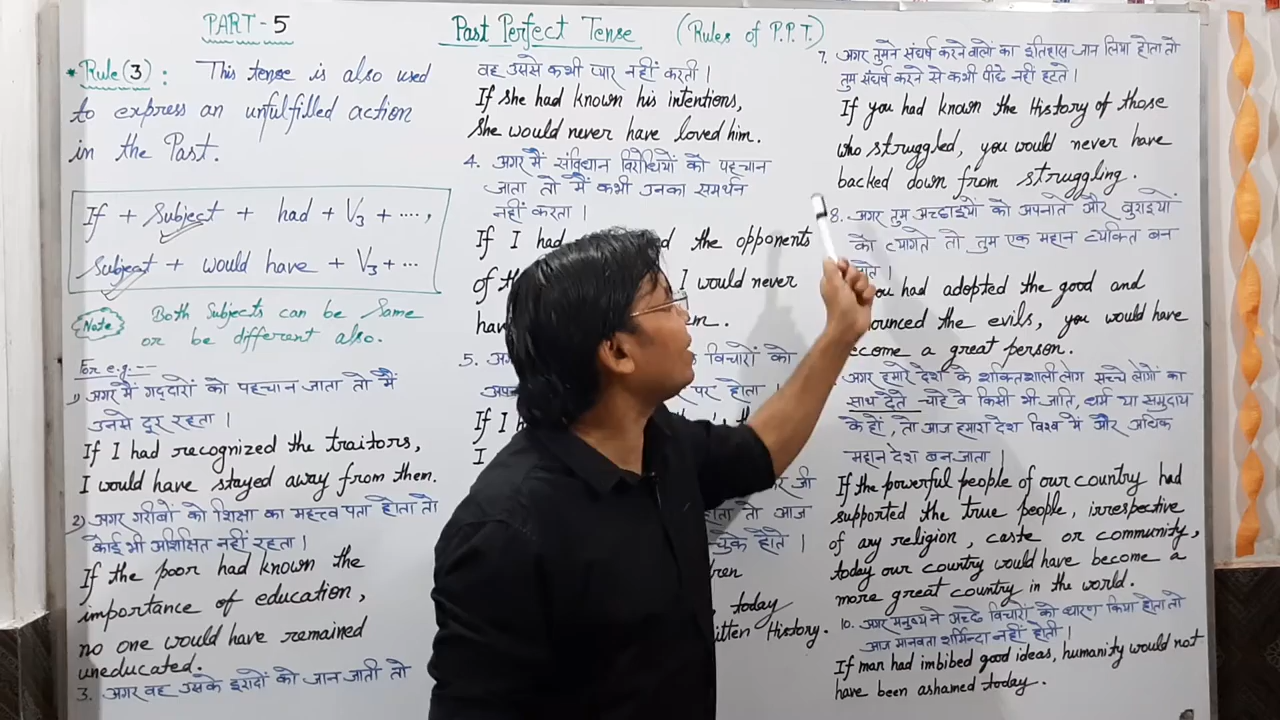 PART-5
Past Perfect Tense (Rules of P.P.T.)
* Rule (3) : This tense is also used
to express an unfulfilled action
in the Past.
If + Subject + had + V3 + ....,
Subject + would have + V3 + ...
Note Both Subjects can be same
or be different also.
For e.g.---
1) अगर मैं गद्दारों को पहचान जाता तो मैं
उनसे दूर रहता ।
If I had recognized the traitors,
I would have stayed away from them.
2) अगर गरीबों को शिक्षा का महत्त्व पता होता तो
कोई भी अशिक्षित नहीं रहता ।
If the poor had known the
importance of education,
no one would have remained
uneducated.
3. अगर वह उसके इरादों को जान जाती तो
वह उससे कभी प्यार नहीं करती ।
If she had known his intentions,
she would never have loved him.
4. अगर मैं संविधान विरोधियों को पहचान
जाता तो मैं कभी उनका समर्थन
नहीं करता ।
If I had the opponents
of I would never
5. विचारों को
पर होता ।
If I
I
होता तो आज
चुके होते ।
today
History.
7. अगर तुमने संघर्ष करने वालों का इतिहास जान लिया होता तो
तुम संघर्ष करने से कभी पीछे नहीं हटते ।
If you had known the History of those
who struggled, you would never have
backed down from struggling.
8. अगर तुम अच्छाइयों को अपनाते और बुराइयों
को त्यागते तो तुम एक महान व्यक्ति बन
you had adopted the good and
the evils, you would have
a great person.
अगर हमारे देश के शक्तिशाली लोग सच्चे लोगों का
साथ देते चाहे वे किसी भी जाति, धर्म या समुदाय
के हों, तो आज हमारा देश विश्व में और अधिक
महान देश बन जाता ।
If the powerful people of our country had
supported the true people, irrespective
of any religion, caste or community,
today our country would have become a
more great country in the world.
10. अगर मनुष्य ने अच्छे विचारों को धारण किया होता तो
आज मानवता शर्मिन्दा नहीं होती ।
If man had imbibed good ideas, humanity would not
have been ashamed today.